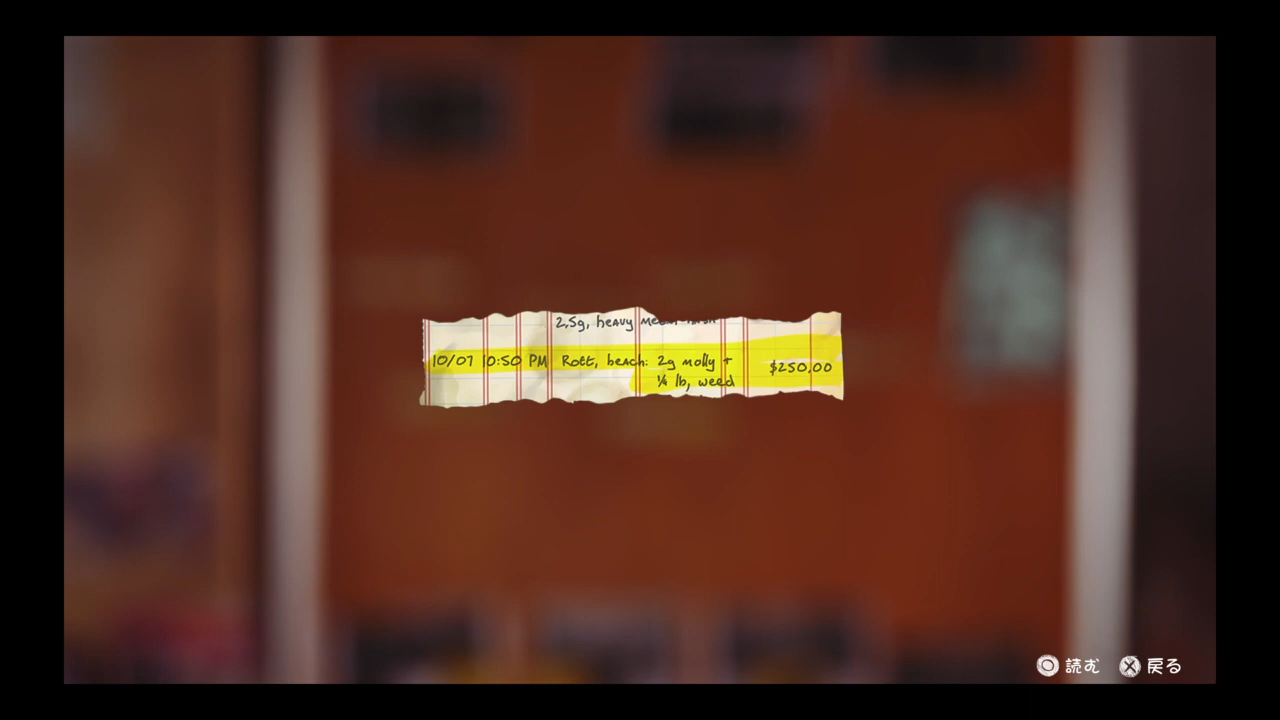 2.5g, heavy
10/07 10:50 PM Rott, beach: 2g molly + $250.00
1/4 lb, weed
読む 戻る